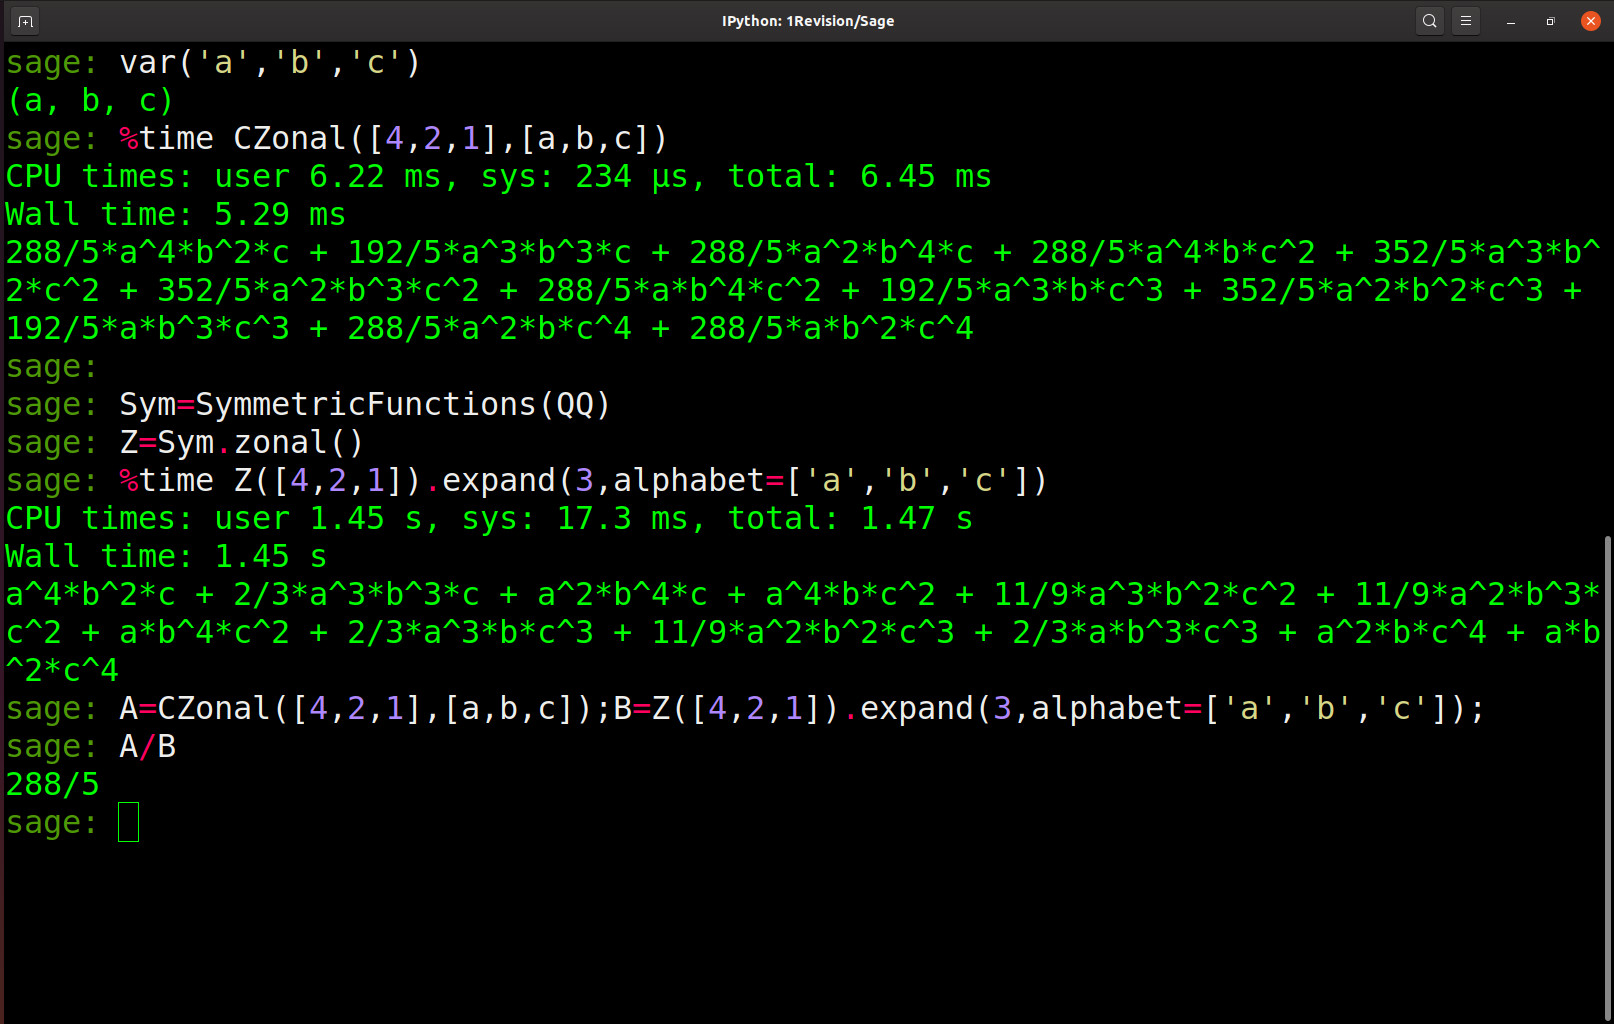 IPython: 1Revision/Sage
sage: var('a','b','c')
(a, b, c)
sage: %time CZonal([4,2,1],[a,b,c])
CPU times: user 6.22 ms, sys: 234 µs, total: 6.45 ms
Wall time: 5.29 ms
288/5*a^4*b^2*c + 192/5*a^3*b^3*c + 288/5*a^2*b^4*c + 288/5*a^4*b*c^2 + 352/5*a^3*b^
2*c^2 + 352/5*a^2*b^3*c^2 + 288/5*a*b^4*c^2 + 192/5*a^3*b*c^3 + 352/5*a^2*b^2*c^3 +
192/5*a*b^3*c^3 + 288/5*a^2*b*c^4 + 288/5*a*b^2*c^4
sage:
sage: Sym=SymmetricFunctions(QQ)
sage: Z=Sym.zonal()
sage: %time Z([4,2,1]).expand(3,alphabet=['a','b','c'])
CPU times: user 1.45 s, sys: 17.3 ms, total: 1.47 s
Wall time: 1.45 s
a^4*b^2*c + 2/3*a^3*b^3*c + a^2*b^4*c + a^4*b*c^2 + 11/9*a^3*b^2*c^2 + 11/9*a^2*b^3*
c^2 + a*b^4*c^2 + 2/3*a^3*b*c^3 + 11/9*a^2*b^2*c^3 + 2/3*a*b^3*c^3 + a^2*b*c^4 + a*b
^2*c^4
sage: A=CZonal([4,2,1],[a,b,c]);B=Z([4,2,1]).expand(3,alphabet=['a','b','c']);
sage: A/B
288/5
sage: